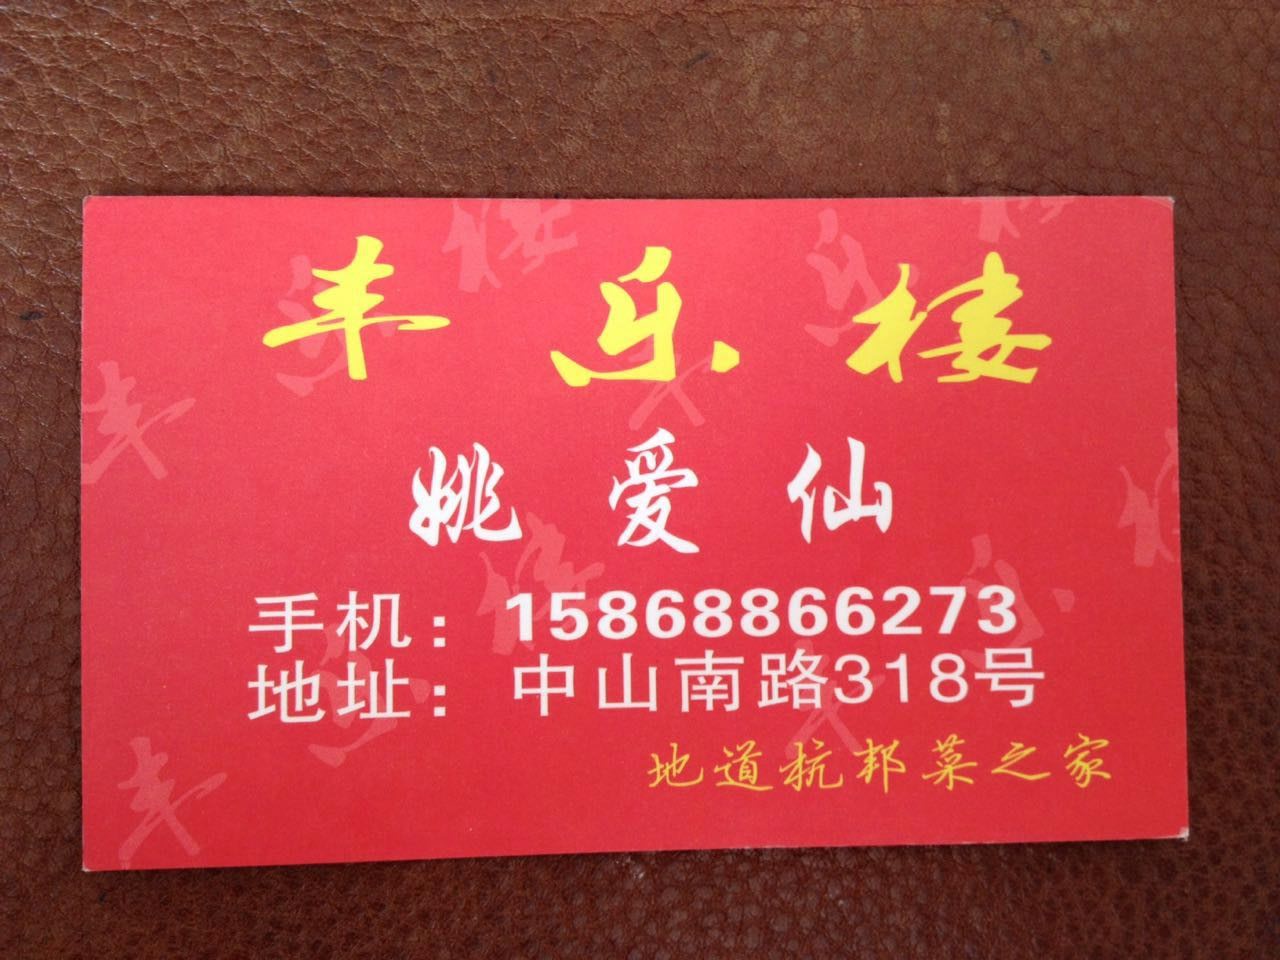 丰乐楼
姚爱仙
手机：15868866273
地址：中山南路318号
地道杭邦菜之家